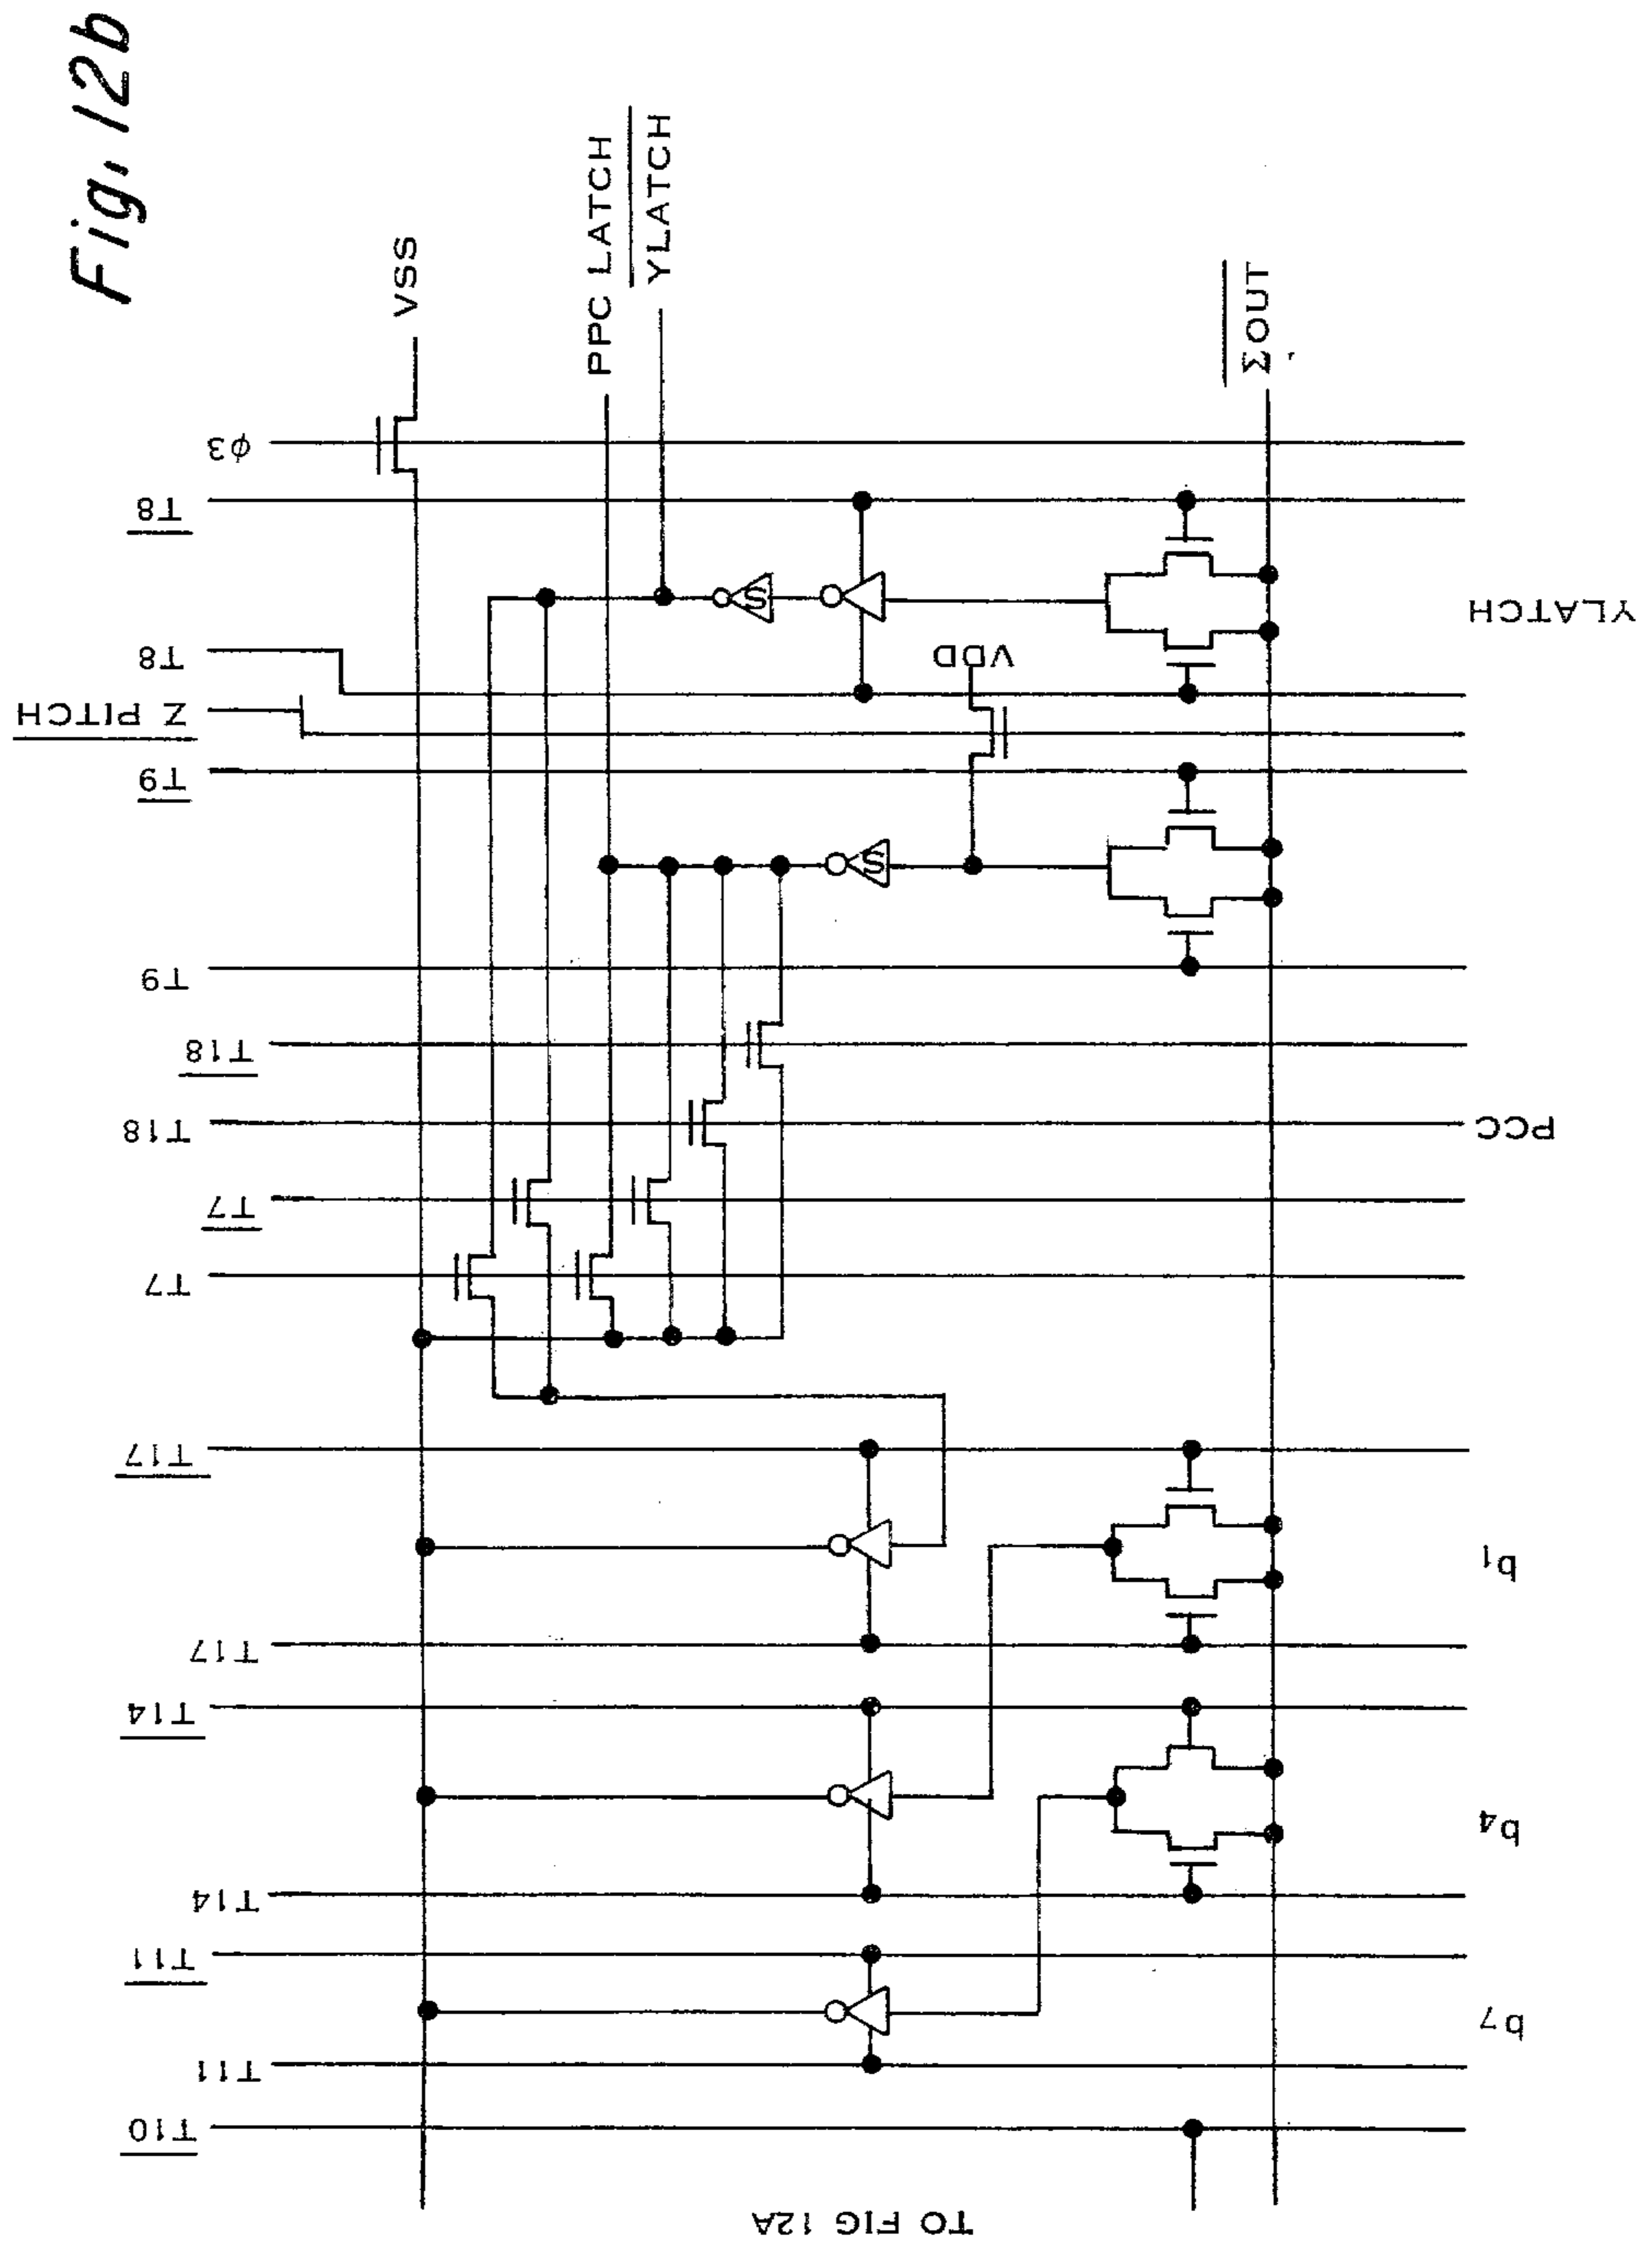 Fig. 12b
VSS
PPC LATCH
YLATCH
ΣOUT
φ3
T8
T8
Z PITCH
T9
T9
T18
T18
T7
T7
T17
T17
T14
T14
T11
T11
T10
VDD
S
S
YLATCH
PCC
b1
b4
b7
TO FIG 12A